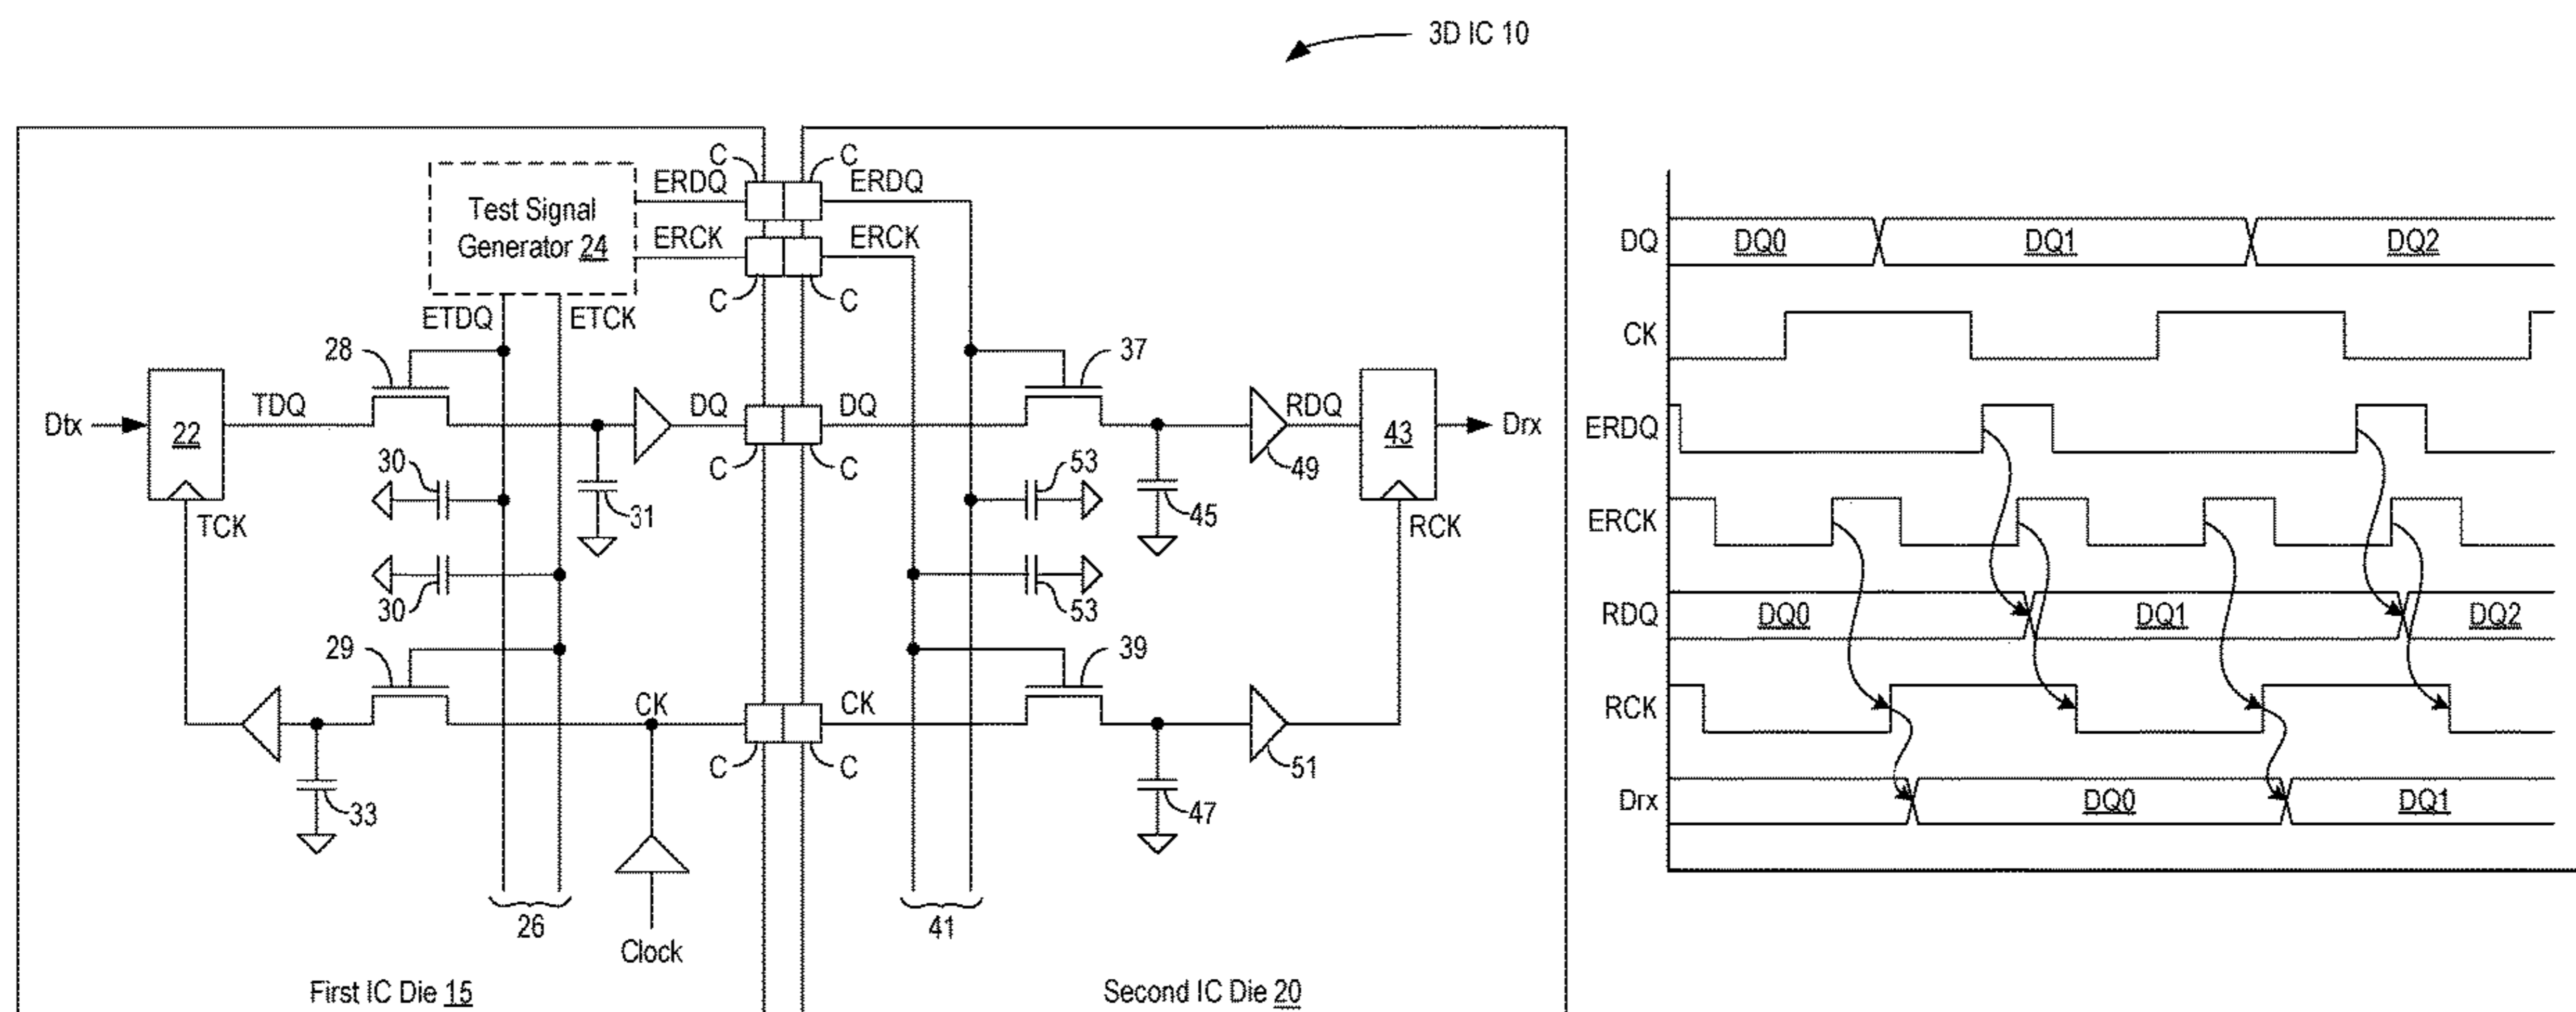 3D IC 10
C C
ERDQ ERDQ
Test Signal
Generator 24
ERCK ERCK
C C
ETDQ ETCK
28
37
Dtx
22
TDQ
DQ DQ
RDQ
43
Drx
C C
49
30
31
53
45
TCK
RCK
30
53
29
39
CK CK
C C
51
33
47
26
41
Clock
First IC Die 15
Second IC Die 20
DQ DQ0 DQ1 DQ2
CK
ERDQ
ERCK
RDQ DQ0 DQ1 DQ2
RCK
Drx DQ0 DQ1